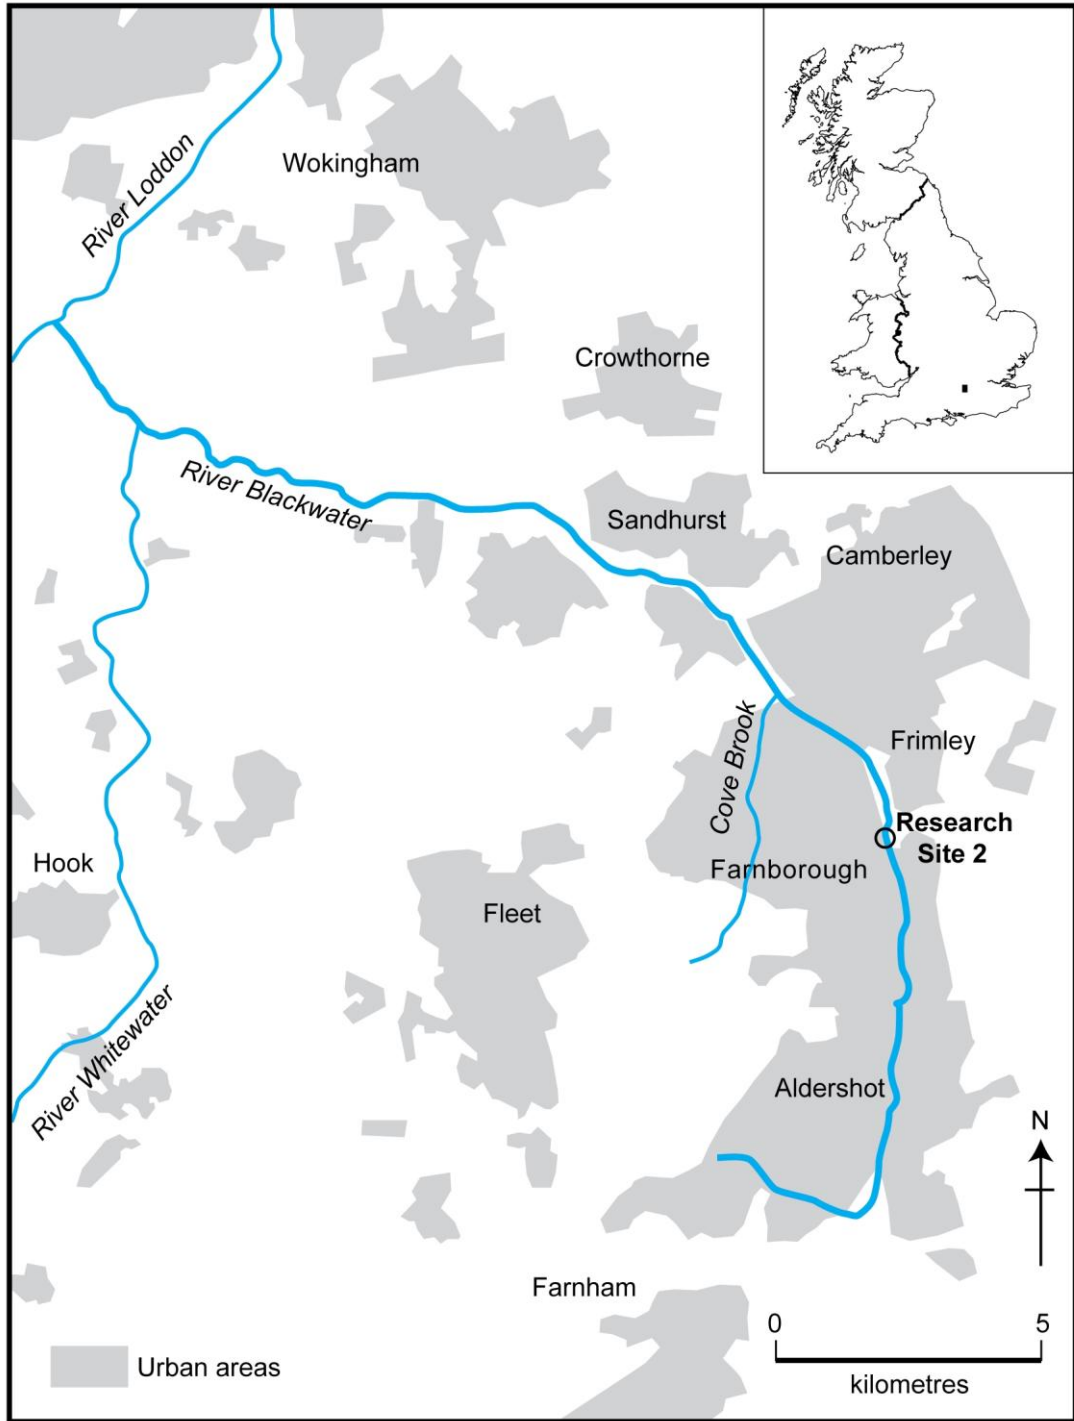 Wokingham
River Loddon
Crowthorne
River Blackwater
Sandhurst
Camberley
Cove Brook
Frimley
Research
Site 2
Hook
Farnborough
Fleet
River Whitewater
Aldershot
N
Farnham
0 5
kilometres
Urban areas